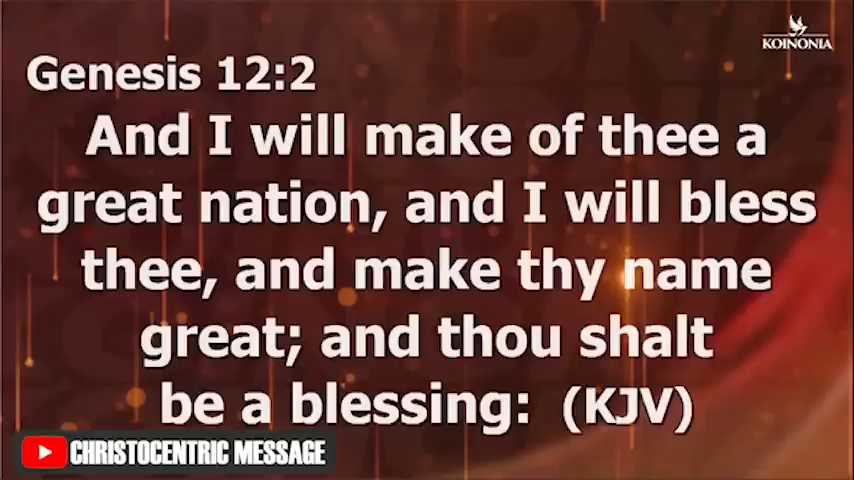 KOINONIA
Genesis 12:2
And I will make of thee a
great nation, and I will bless
thee, and make thy name
great; and thou shalt
be a blessing: (KJV)
CHRISTOCENTRIC MESSAGE